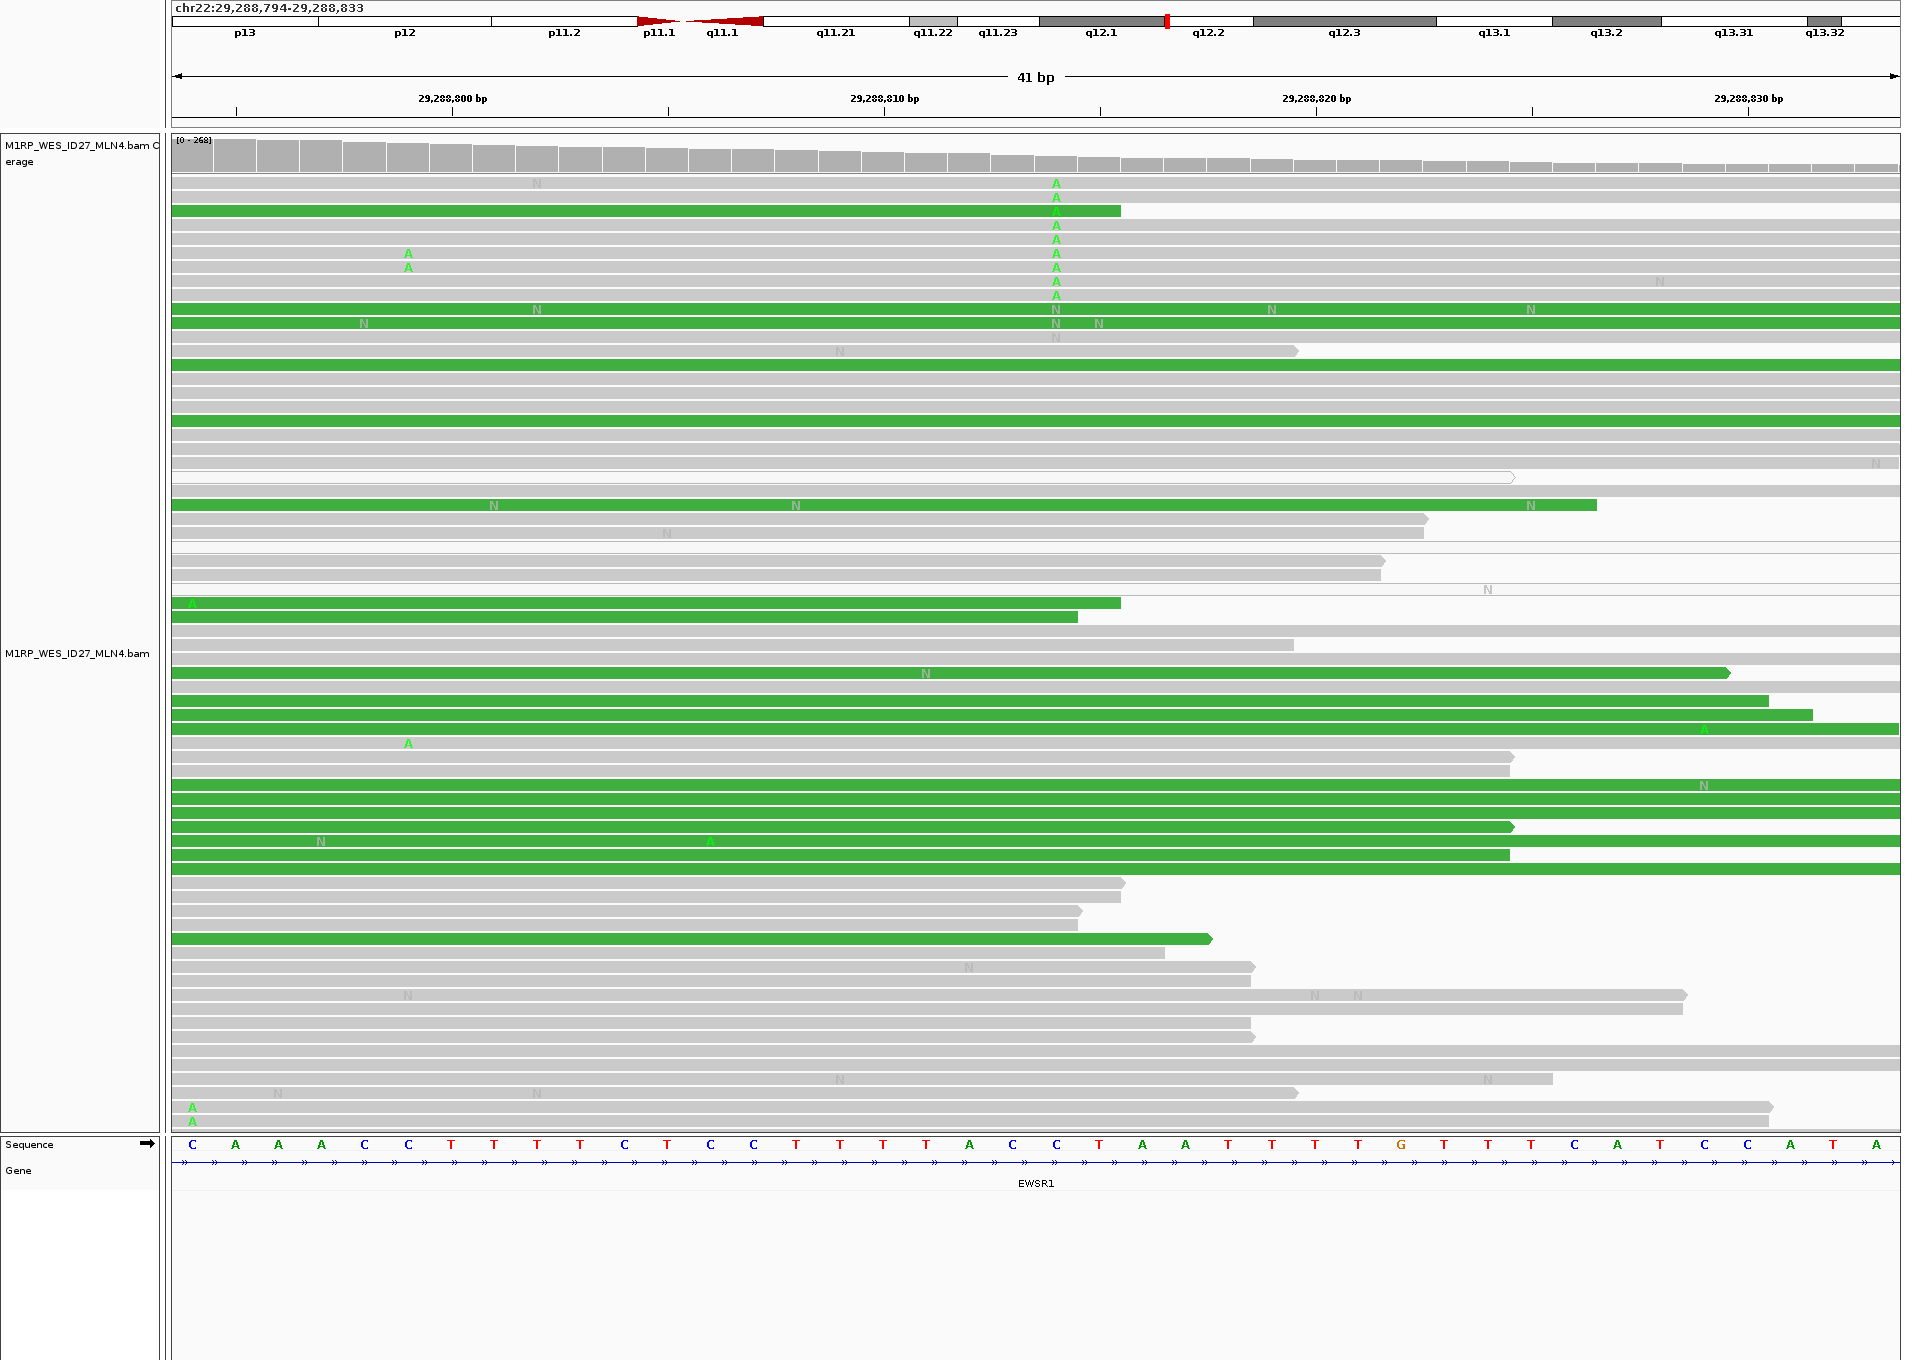 chr22:29,288,794-29,288,833
p13 p12 p11.2 p11.1 q11.1 q11.21 q11.22 q11.23 q12.1 q12.2 q12.3 q13.1 q13.2 q13.31 q13.32
41 bp
29,288,800 bp 29,288,810 bp 29,288,820 bp 29,288,830 bp
M1RP_WES_ID27_MLN4.bam C
erage
[0 - 268]
N A
A
A
A
A
A A
A A
A N
A
N N N N
N N N
N
N
N
N N N
N
N
A
N
A
A
N
N A
N
N N N
N N
N N
A
A
M1RP_WES_ID27_MLN4.bam
Sequence C A A A C C T T T T C T C C T T T T A C C T A A T T T T G T T T C A T C C A T A
Gene
EWSR1